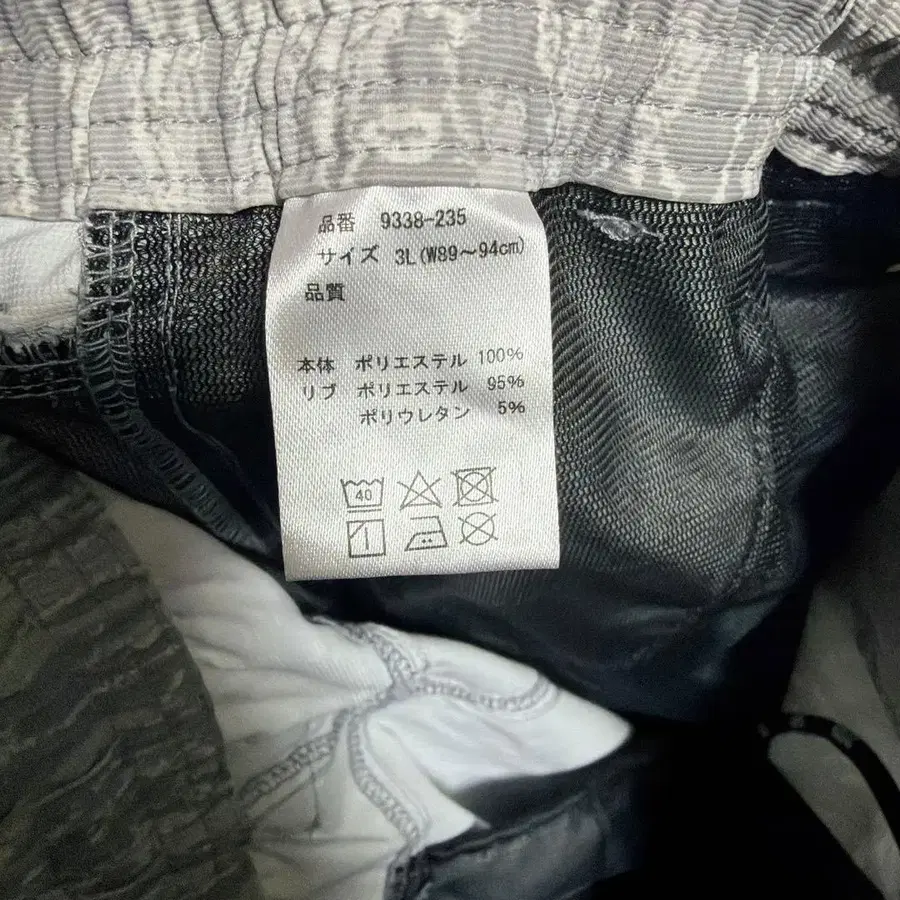 品番 9338-235
サイズ 3L(W89～94cm)
品質
本体 ポリエステル 100%
リブ ポリエステル 95%
ポリウレタン 5%
40